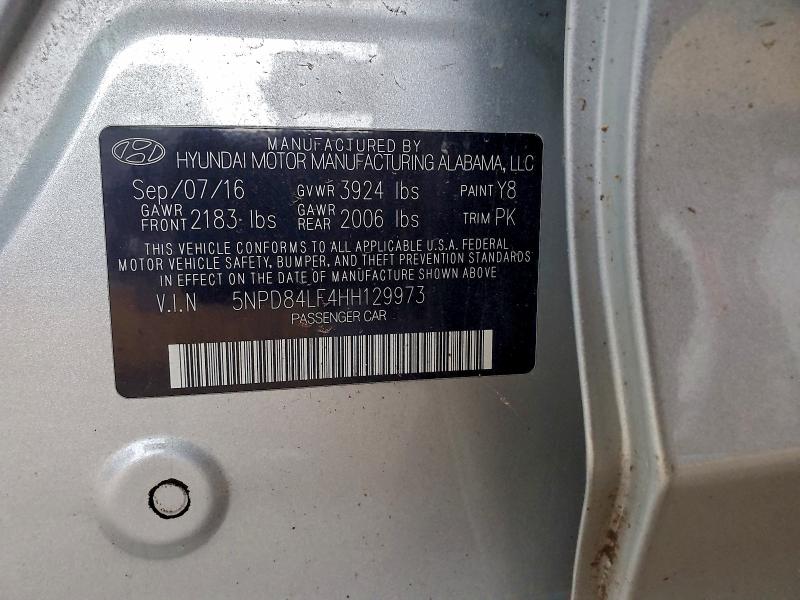 MANUFACTURED BY
HYUNDAI MOTOR MANUFACTURING ALABAMA, LLC
Sep/07/16 GVWR 3924 lbs PAINT Y8
GAWR FRONT 2183 lbs GAWR REAR 2006 lbs TRIM PK
THIS VEHICLE CONFORMS TO ALL APPLICABLE U.S.A. FEDERAL
MOTOR VEHICLE SAFETY, BUMPER, AND THEFT PREVENTION STANDARDS
IN EFFECT ON THE DATE OF MANUFACTURE SHOWN ABOVE
V.I.N 5NPD84LF4HH129973
PASSENGER CAR